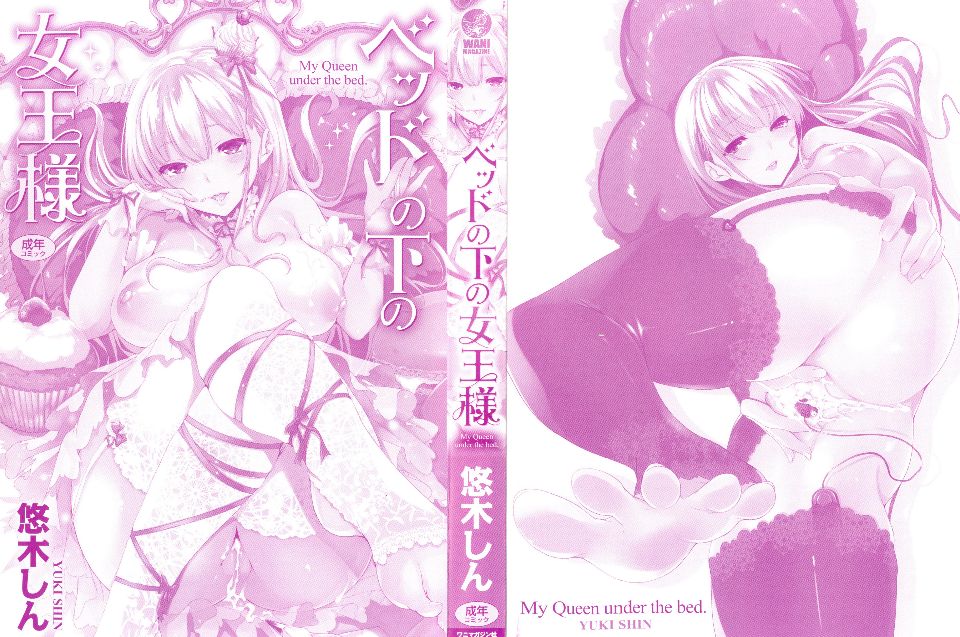 ベッドの下の
女王様
My Queen
under the bed.
成年
コミック
悠木しん
YUKI SHIN
WANI
MAGAZINE
ベッドの下の女王様
My Queen
under the bed.
悠木しん
成年
コミック
ワニマガジン社
My Queen under the bed.
YUKI SHIN